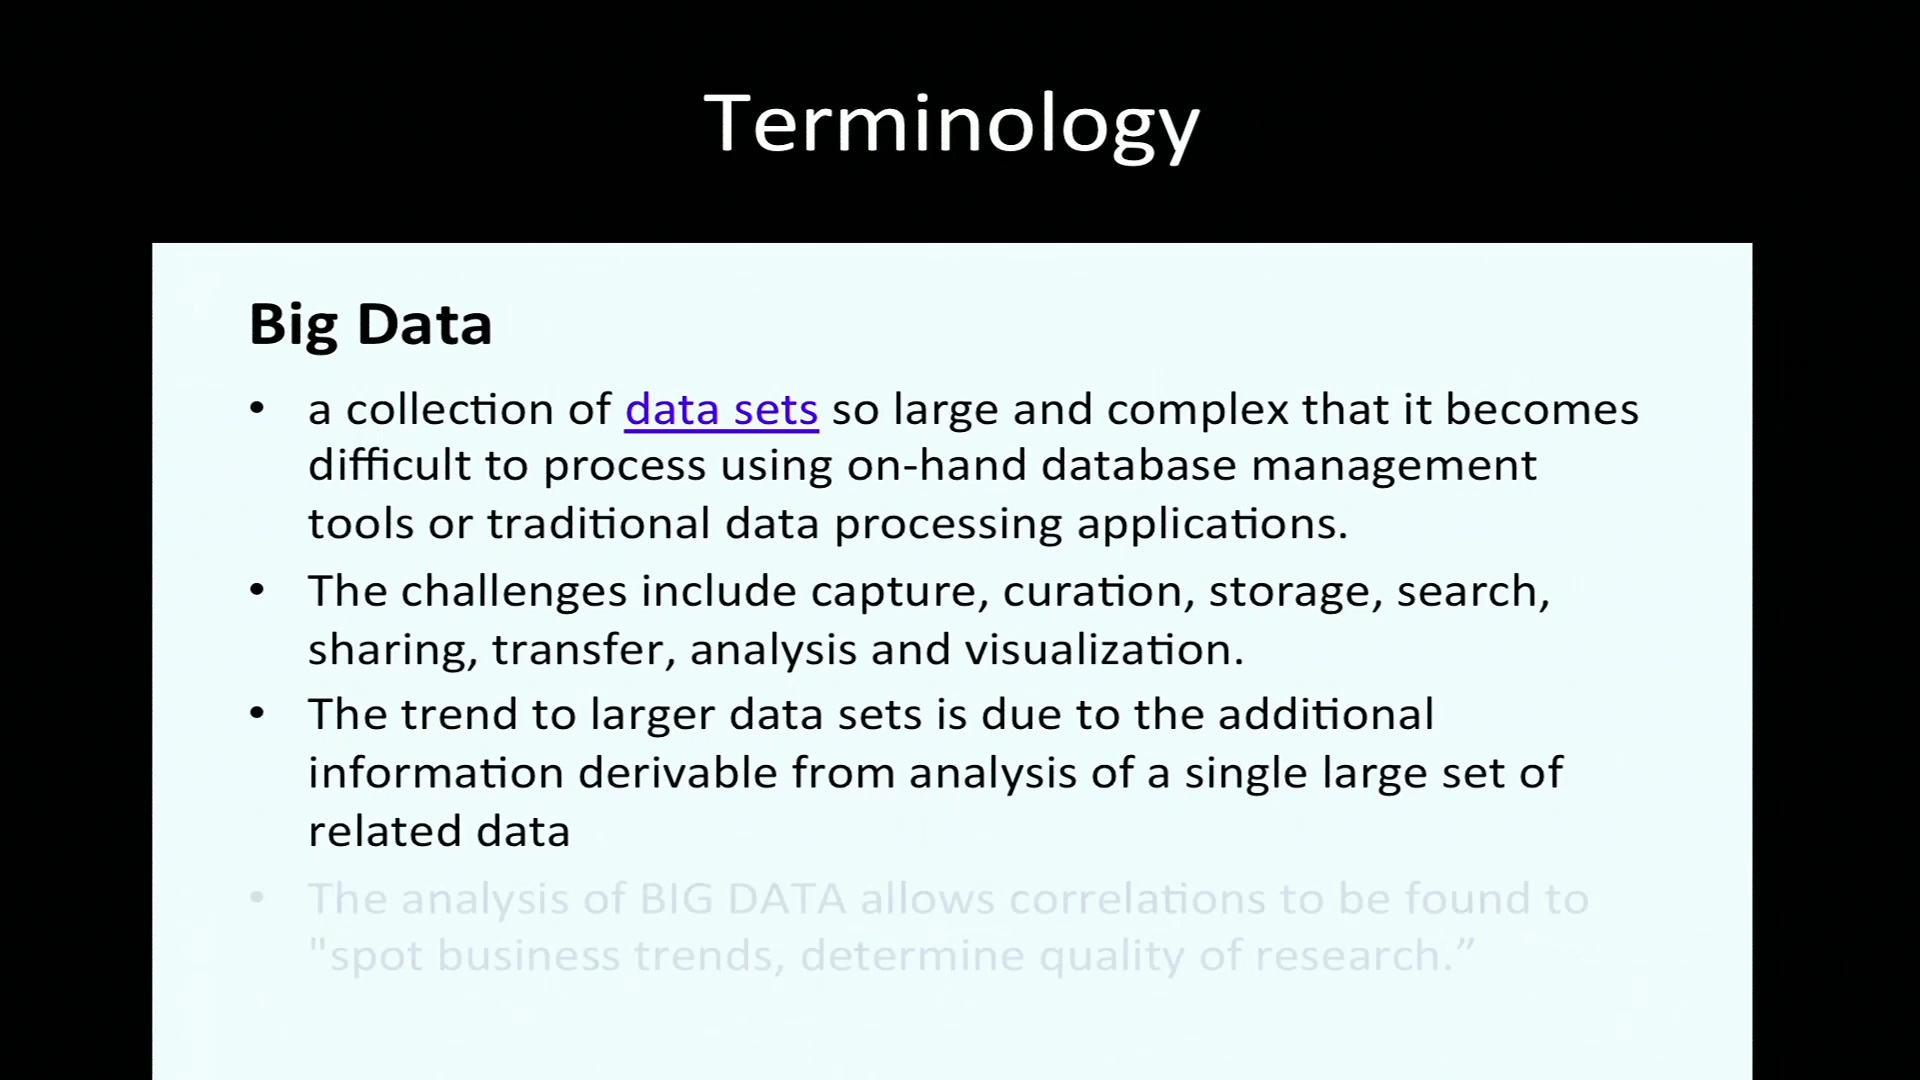 Terminology
Big Data
• a collection of data sets so large and complex that it becomes
difficult to process using on-hand database management
tools or traditional data processing applications.
• The challenges include capture, curation, storage, search,
sharing, transfer, analysis and visualization.
• The trend to larger data sets is due to the additional
information derivable from analysis of a single large set of
related data
• The analysis of BIG DATA allows correlations to be found to
"spot business trends, determine quality of research.”